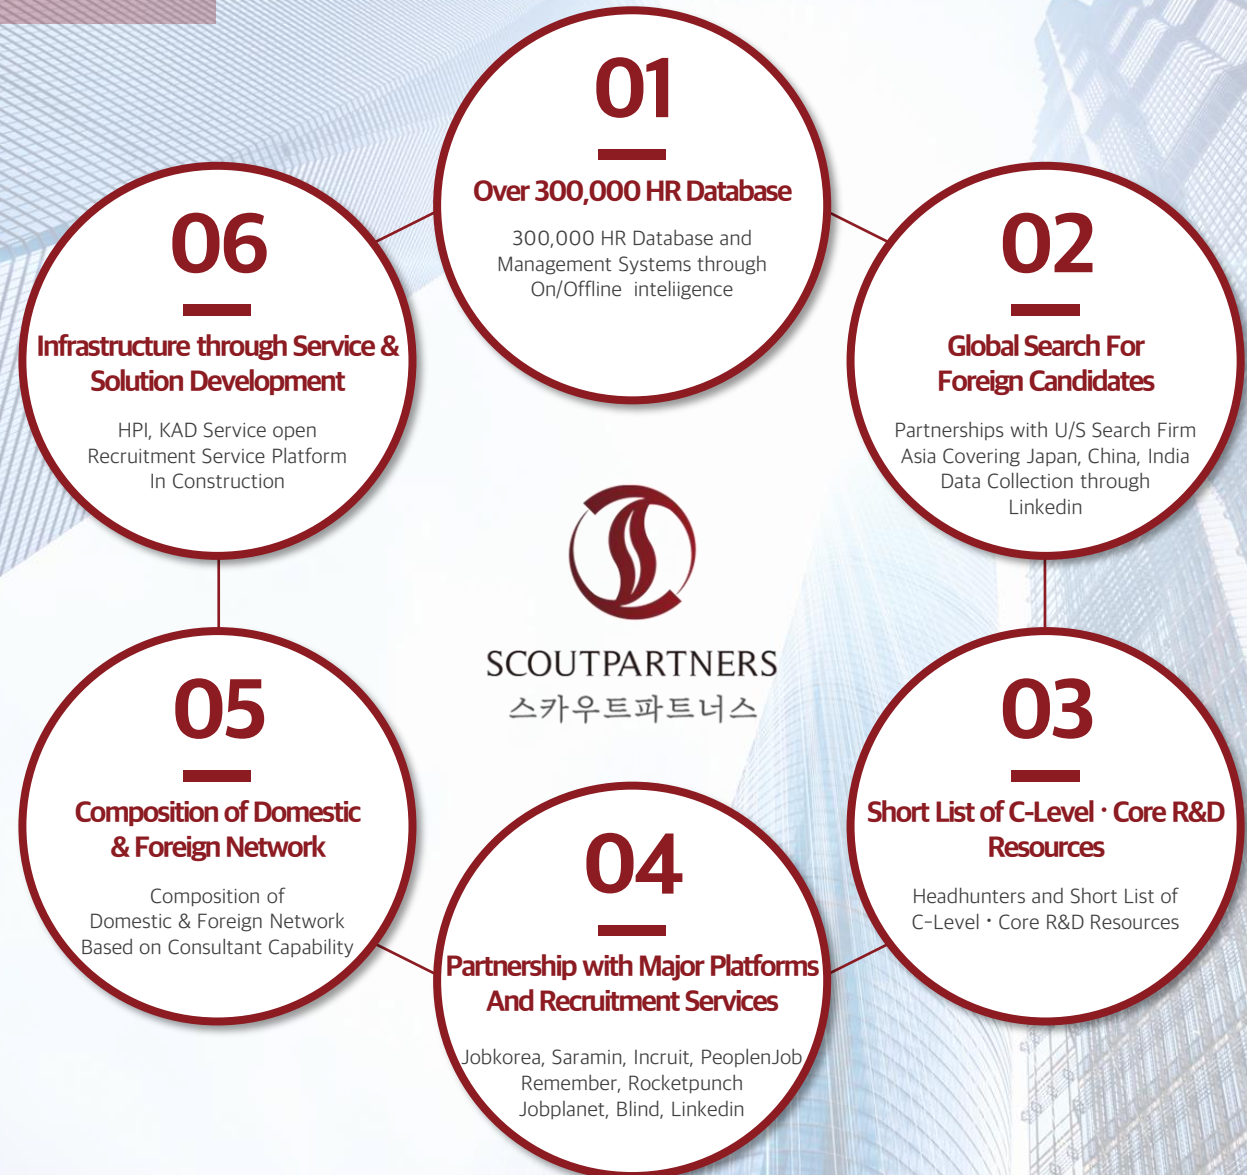 01
Over 300,000 HR Database
300,000 HR Database and
Management Systems through
On/Offline inteliigence
02
Global Search For
Foreign Candidates
Partnerships with U/S Search Firm
Asia Covering Japan, China, India
Data Collection through
Linkedin
03
Short List of C-Level · Core R&D
Resources
Headhunters and Short List of
C-Level · Core R&D Resources
04
Partnership with Major Platforms
And Recruitment Services
Jobkorea, Saramin, Incruit, PeoplenJob
Remember, Rocketpunch
Jobplanet, Blind, Linkedin
05
Composition of Domestic
& Foreign Network
Composition of
Domestic & Foreign Network
Based on Consultant Capability
06
Infrastructure through Service &
Solution Development
HPI, KAD Service open
Recruitment Service Platform
In Construction
SCOUTPARTNERS
스카우트파트너스